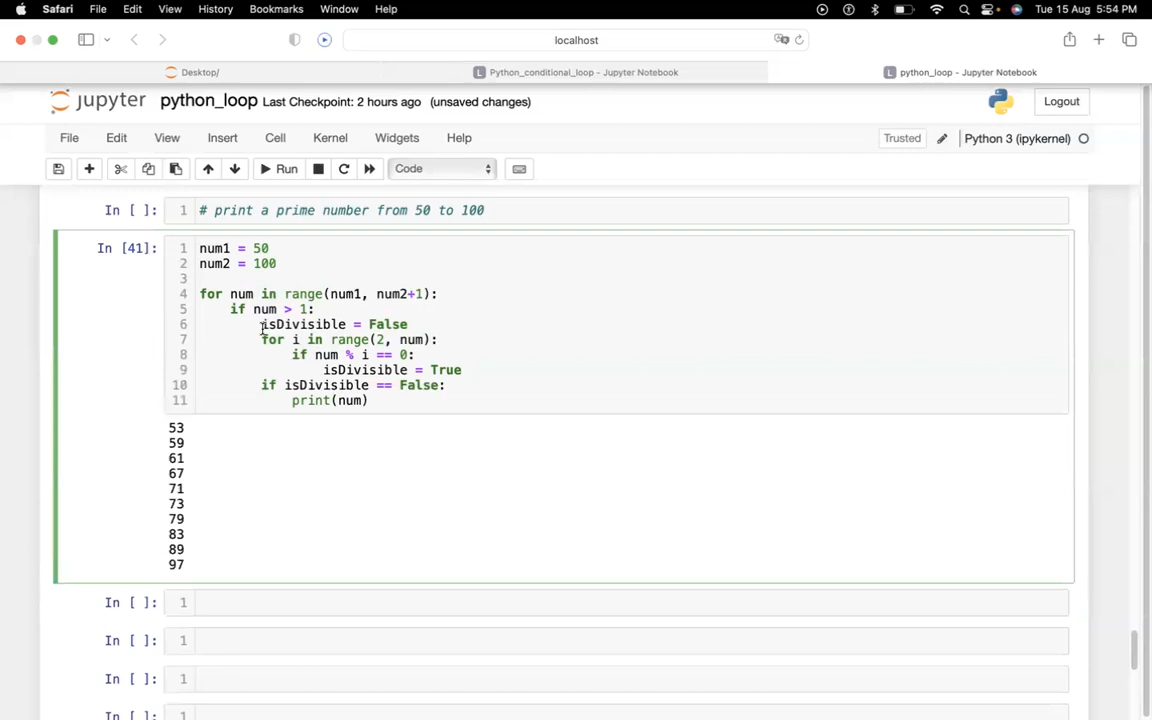 Safari File Edit View History Bookmarks Window Help Tue 15 Aug 5:54 PM
localhost
Desktop/ Python_conditional_loop - Jupyter Notebook python_loop - Jupyter Notebook
jupyter python_loop Last Checkpoint: 2 hours ago (unsaved changes) Logout
File Edit View Insert Cell Kernel Widgets Help Trusted Python 3 (ipykernel)
Run Code
In [ ]: 1 # print a prime number from 50 to 100
In [41]: 1 num1 = 50
2 num2 = 100
3
4 for num in range(num1, num2+1):
5     if num > 1:
6         isDivisible = False
7         for i in range(2, num):
8             if num % i == 0:
9                 isDivisible = True
10         if isDivisible == False:
11             print(num)
53
59
61
67
71
73
79
83
89
97
In [ ]: 1
In [ ]: 1
In [ ]: 1
In [ ]: 1